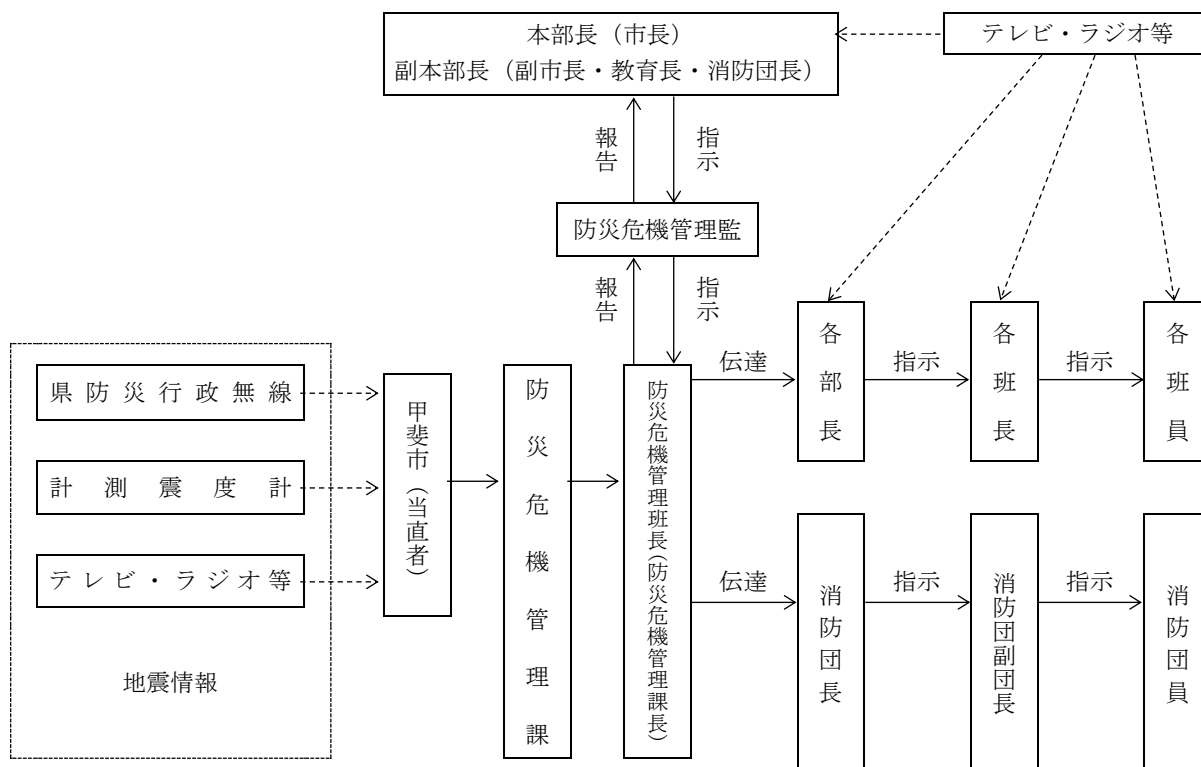 本部長（市長）
副本部長（副市長・教育長・消防団長）
テレビ・ラジオ等
報告
指示
防災危機管理監
報告
指示
県防災行政無線
計測震度計
テレビ・ラジオ等
地震情報
甲斐市（当直者）
防災危機管理課
防災危機管理班長（防災危機管理課長）
伝達
各部長
指示
各班長
指示
各班員
伝達
消防団長
指示
消防団副団長
指示
消防団員